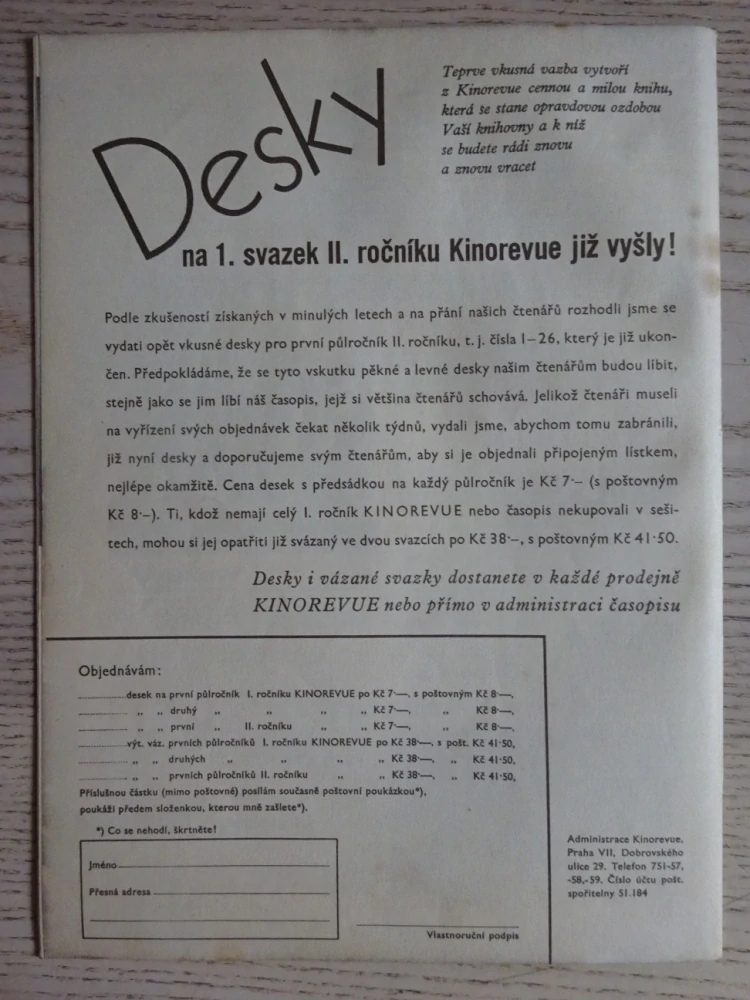 Desky
Teprve vkusná vazba vytvoří
z Kinorevue cennou a milou knihu,
která se stane opravdovou ozdobou
Vaší knihovny a k níž
se budete rádi znovu
a znovu vracet
na 1. svazek II. ročníku Kinorevue již vyšly!
Podle zkušeností získaných v minulých letech a na přání našich čtenářů rozhodli jsme se
vydati opět vkusné desky pro první půlročník II. ročníku, t. j. čísla 1–26, který je již ukon-
čen. Předpokládáme, že se tyto vskutku pěkné a levné desky našim čtenářům budou líbit,
stejně jako se jim líbí náš časopis, jejž si většina čtenářů schovává. Jelikož čtenáři museli
na vyřízení svých objednávek čekat několik týdnů, vydali jsme, abychom tomu zabránili,
již nyní desky a doporučujeme svým čtenářům, aby si je objednali připojeným lístkem,
nejlépe okamžitě. Cena desek s předsádkou na každý půlročník je Kč 7·– (s poštovným
Kč 8·–). Ti, kdož nemají celý I. ročník KINOREVUE nebo časopis nekupovali v seši-
tech, mohou si jej opatřiti již svázaný ve dvou svazcích po Kč 38·–, s poštovným Kč 41·50.
Desky i vázané svazky dostanete v každé prodejně
KINOREVUE nebo přímo v administraci časopisu
Objednávám:
............desek na první půlročník I. ročníku KINOREVUE po Kč 7·—, s poštovným Kč 8·—,
............ „ „ druhý „ „ „ „ Kč 7·—, „ Kč 8·—,
............ „ „ první „ II. ročníku „ „ Kč 7·—, „ Kč 8·—,
............výt. váz. prvních půlročníků I. ročníku KINOREVUE po Kč 38·—, s pošt. Kč 41·50,
............ „ „ druhých „ „ „ „ Kč 38·—, „ Kč 41·50,
............ „ „ prvních půlročníků II. ročníku „ „ Kč 38·—, „ Kč 41·50,
Příslušnou částku (mimo poštovné) posílám současně poštovní poukázkou*),
poukáži předem složenkou, kterou mně zašlete*).
*) Co se nehodí, škrtněte!
Jméno
Přesná adresa
Vlastnoruční podpis
Administrace Kinorevue,
Praha VII, Dobrovského
ulice 29. Telefon 751-57,
-58,-59. Číslo účtu pošt.
spořitelny 51.184